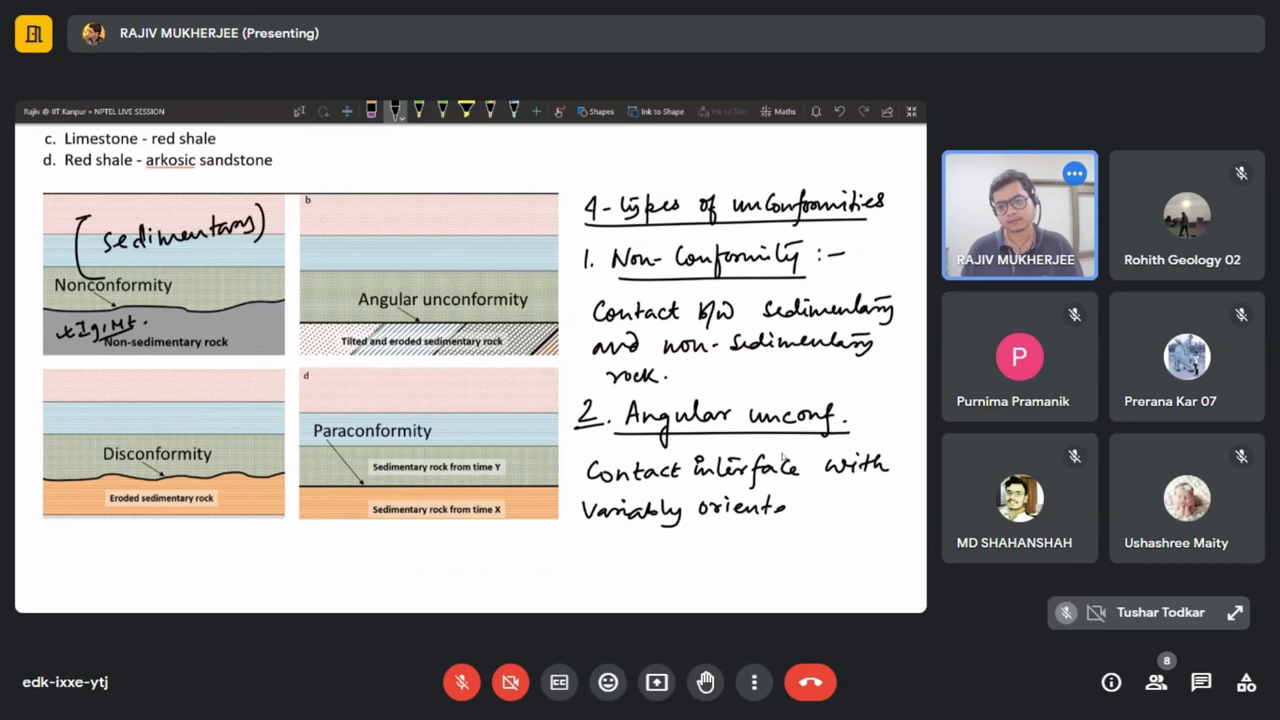 RAJIV MUKHERJEE (Presenting)
Rajiv @ IIT Kanpur - NPTEL LIVE SESSION
Shapes
Ink to Shape
Ink to Text
Maths
c. Limestone - red shale
d. Red shale - arkosic sandstone
sedimentary)
Nonconformity
Non-sedimentary rock
b
Angular unconformity
Tilted and eroded sedimentary rock
Disconformity
Eroded sedimentary rock
d
Paraconformity
Sedimentary rock from time Y
Sedimentary rock from time X
4 - types of unconformities
1. Non-Conformity :-
Contact b/w sedimentary
and non-sedimentary
rock.
2. Angular unconf.
Contact interface with
variably oriente
RAJIV MUKHERJEE
Rohith Geology 02
P
Purnima Pramanik
Prerana Kar 07
MD SHAHANSHAH
Ushashree Maity
Tushar Todkar
edk-ixxe-ytj
8